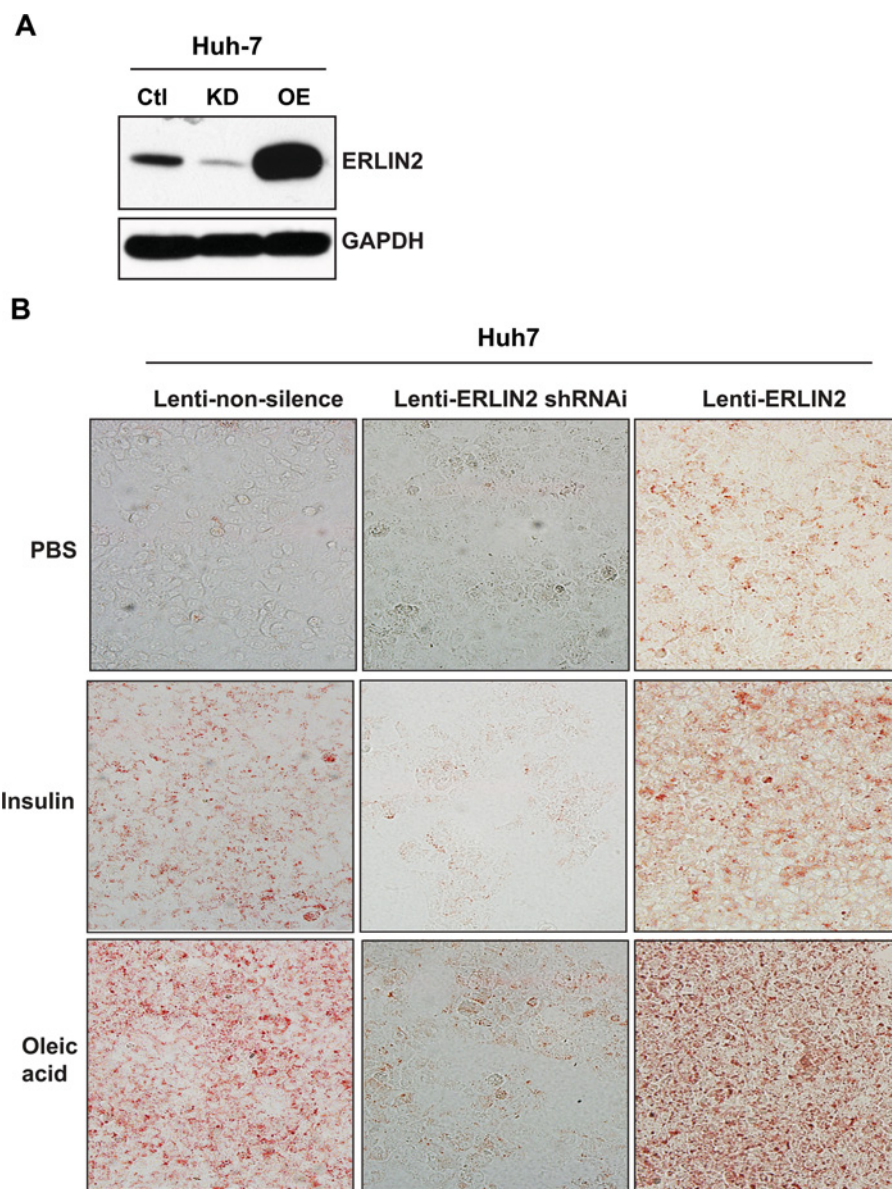 A
Huh-7
Ctl KD OE
ERLIN2
GAPDH
B
Huh7
Lenti-non-silence Lenti-ERLIN2 shRNAi Lenti-ERLIN2
PBS
Insulin
Oleic
acid